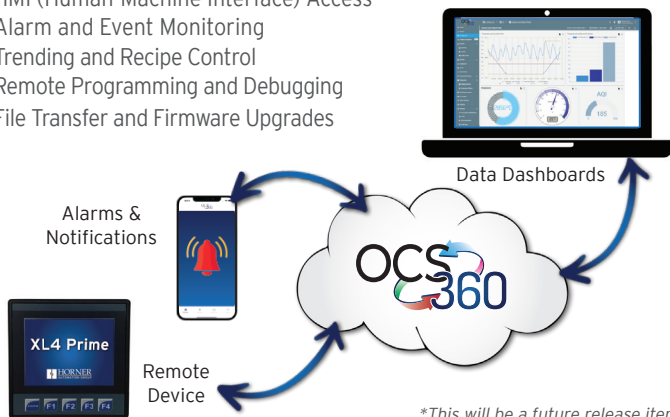 HMI (Human Machine Interface) Access
Alarm and Event Monitoring
Trending and Recipe Control
Remote Programming and Debugging
File Transfer and Firmware Upgrades
AQI
185
Data Dashboards
Alarms &
Notifications
OCS
360
XL4 Prime
HORNER
F1 F2 F3 F4
Remote
Device
*This will be a future release